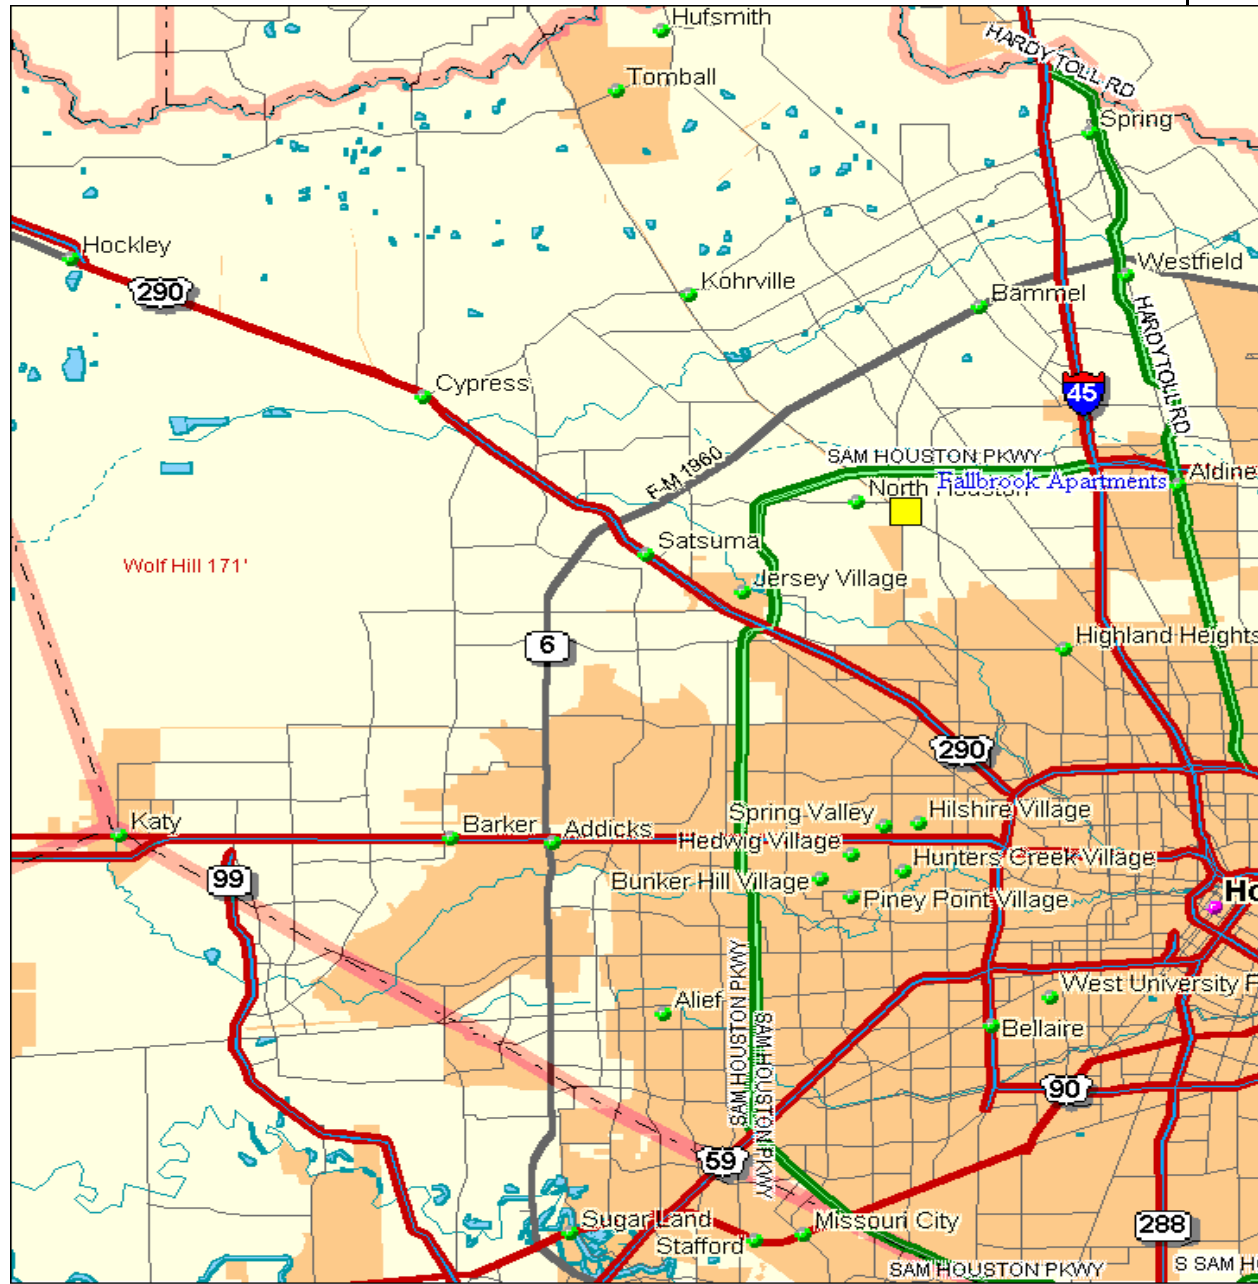 Hufsmith
HARDY TOLL RD
Tomball
Spring
Hockley
Westfield
290
Kohrville
Bammel
HARDY TOLL RD
Cypress
45
F-M 1960
SAM HOUSTON PKWY
Aldine
Fallbrook Apartments
North Houston
Satsuma
Wolf Hill 171'
Jersey Village
6
Highland Heights
290
Spring Valley
Hilshire Village
Katy
Barker
Addicks
Hedwig Village
Hunters Creek Village
99
Bunker Hill Village
Piney Point Village
Ho
SAM HOUSTON PKWY
West University P
Alief
SAM HOUSTON PKWY
Bellaire
90
59
Sugar Land
Missouri City
288
Stafford
SAM HOUSTON PKWY
S SAM H